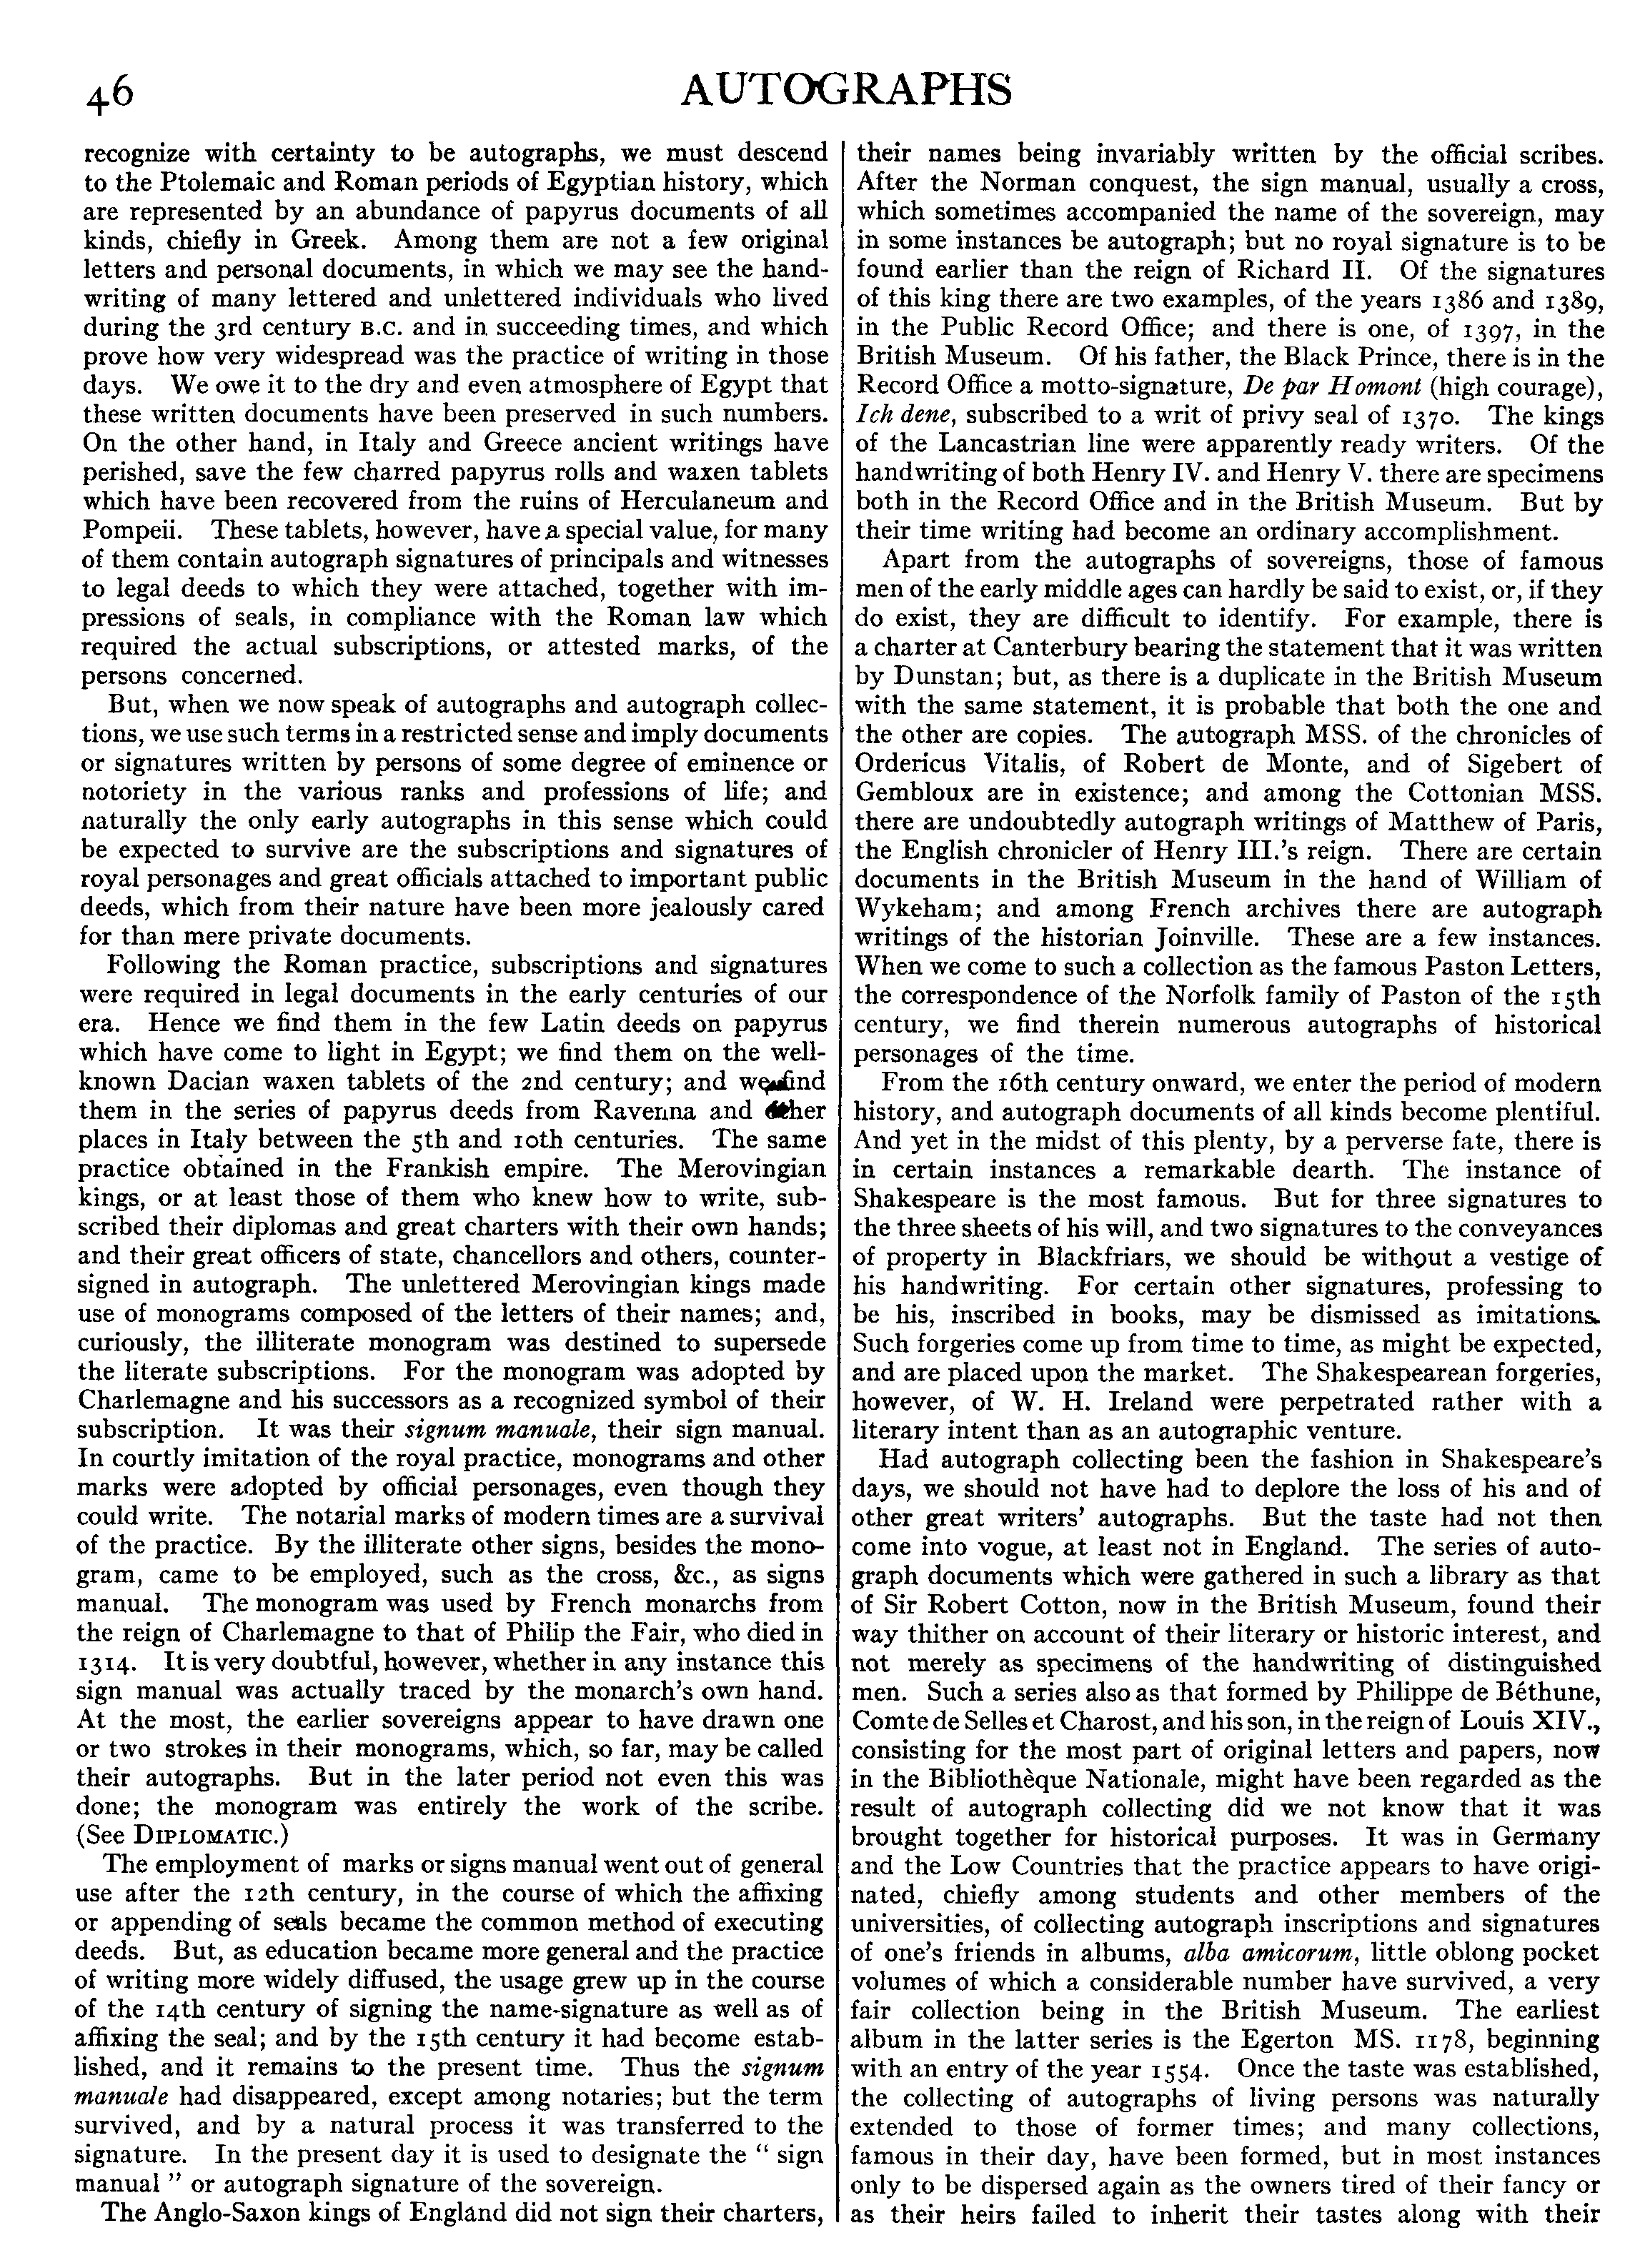 46
AUTOGRAPHS
recognize with certainty to be autographs, we must descend
to the Ptolemaic and Roman periods of Egyptian history, which
are represented by an abundance of papyrus documents of all
kinds, chiefly in Greek. Among them are not a few original
letters and personal documents, in which we may see the hand-
writing of many lettered and unlettered individuals who lived
during the 3rd century B.C. and in succeeding times, and which
prove how very widespread was the practice of writing in those
days. We owe it to the dry and even atmosphere of Egypt that
these written documents have been preserved in such numbers.
On the other hand, in Italy and Greece ancient writings have
perished, save the few charred papyrus rolls and waxen tablets
which have been recovered from the ruins of Herculaneum and
Pompeii. These tablets, however, have a special value, for many
of them contain autograph signatures of principals and witnesses
to legal deeds to which they were attached, together with im-
pressions of seals, in compliance with the Roman law which
required the actual subscriptions, or attested marks, of the
persons concerned.
But, when we now speak of autographs and autograph collec-
tions, we use such terms in a restricted sense and imply documents
or signatures written by persons of some degree of eminence or
notoriety in the various ranks and professions of life; and
naturally the only early autographs in this sense which could
be expected to survive are the subscriptions and signatures of
royal personages and great officials attached to important public
deeds, which from their nature have been more jealously cared
for than mere private documents.
Following the Roman practice, subscriptions and signatures
were required in legal documents in the early centuries of our
era. Hence we find them in the few Latin deeds on papyrus
which have come to light in Egypt; we find them on the well-
known Dacian waxen tablets of the 2nd century; and we find
them in the series of papyrus deeds from Ravenna and other
places in Italy between the 5th and 10th centuries. The same
practice obtained in the Frankish empire. The Merovingian
kings, or at least those of them who knew how to write, sub-
scribed their diplomas and great charters with their own hands;
and their great officers of state, chancellors and others, counter-
signed in autograph. The unlettered Merovingian kings made
use of monograms composed of the letters of their names; and,
curiously, the illiterate monogram was destined to supersede
the literate subscriptions. For the monogram was adopted by
Charlemagne and his successors as a recognized symbol of their
subscription. It was their signum manuale, their sign manual.
In courtly imitation of the royal practice, monograms and other
marks were adopted by official personages, even though they
could write. The notarial marks of modern times are a survival
of the practice. By the illiterate other signs, besides the mono-
gram, came to be employed, such as the cross, &c., as signs
manual. The monogram was used by French monarchs from
the reign of Charlemagne to that of Philip the Fair, who died in
1314. It is very doubtful, however, whether in any instance this
sign manual was actually traced by the monarch's own hand.
At the most, the earlier sovereigns appear to have drawn one
or two strokes in their monograms, which, so far, may be called
their autographs. But in the later period not even this was
done; the monogram was entirely the work of the scribe.
(See DIPLOMATIC.)
The employment of marks or signs manual went out of general
use after the 12th century, in the course of which the affixing
or appending of seals became the common method of executing
deeds. But, as education became more general and the practice
of writing more widely diffused, the usage grew up in the course
of the 14th century of signing the name-signature as well as of
affixing the seal; and by the 15th century it had become estab-
lished, and it remains to the present time. Thus the signum
manuale had disappeared, except among notaries; but the term
survived, and by a natural process it was transferred to the
signature. In the present day it is used to designate the “ sign
manual ” or autograph signature of the sovereign.
The Anglo-Saxon kings of England did not sign their charters,
their names being invariably written by the official scribes.
After the Norman conquest, the sign manual, usually a cross,
which sometimes accompanied the name of the sovereign, may
in some instances be autograph; but no royal signature is to be
found earlier than the reign of Richard II. Of the signatures
of this king there are two examples, of the years 1386 and 1389,
in the Public Record Office; and there is one, of 1397, in the
British Museum. Of his father, the Black Prince, there is in the
Record Office a motto-signature, De par Homont (high courage),
Ich dene, subscribed to a writ of privy seal of 1370. The kings
of the Lancastrian line were apparently ready writers. Of the
handwriting of both Henry IV. and Henry V. there are specimens
both in the Record Office and in the British Museum. But by
their time writing had become an ordinary accomplishment.
Apart from the autographs of sovereigns, those of famous
men of the early middle ages can hardly be said to exist, or, if they
do exist, they are difficult to identify. For example, there is
a charter at Canterbury bearing the statement that it was written
by Dunstan; but, as there is a duplicate in the British Museum
with the same statement, it is probable that both the one and
the other are copies. The autograph MSS. of the chronicles of
Ordericus Vitalis, of Robert de Monte, and of Sigebert of
Gembloux are in existence; and among the Cottonian MSS.
there are undoubtedly autograph writings of Matthew of Paris,
the English chronicler of Henry III.'s reign. There are certain
documents in the British Museum in the hand of William of
Wykeham; and among French archives there are autograph
writings of the historian Joinville. These are a few instances.
When we come to such a collection as the famous Paston Letters,
the correspondence of the Norfolk family of Paston of the 15th
century, we find therein numerous autographs of historical
personages of the time.
From the 16th century onward, we enter the period of modern
history, and autograph documents of all kinds become plentiful.
And yet in the midst of this plenty, by a perverse fate, there is
in certain instances a remarkable dearth. The instance of
Shakespeare is the most famous. But for three signatures to
the three sheets of his will, and two signatures to the conveyances
of property in Blackfriars, we should be without a vestige of
his handwriting. For certain other signatures, professing to
be his, inscribed in books, may be dismissed as imitations.
Such forgeries come up from time to time, as might be expected,
and are placed upon the market. The Shakespearean forgeries,
however, of W. H. Ireland were perpetrated rather with a
literary intent than as an autographic venture.
Had autograph collecting been the fashion in Shakespeare's
days, we should not have had to deplore the loss of his and of
other great writers' autographs. But the taste had not then
come into vogue, at least not in England. The series of auto-
graph documents which were gathered in such a library as that
of Sir Robert Cotton, now in the British Museum, found their
way thither on account of their literary or historic interest, and
not merely as specimens of the handwriting of distinguished
men. Such a series also as that formed by Philippe de Béthune,
Comte de Selles et Charost, and his son, in the reign of Louis XIV.,
consisting for the most part of original letters and papers, now
in the Bibliothèque Nationale, might have been regarded as the
result of autograph collecting did we not know that it was
brought together for historical purposes. It was in Germany
and the Low Countries that the practice appears to have origi-
nated, chiefly among students and other members of the
universities, of collecting autograph inscriptions and signatures
of one's friends in albums, alba amicorum, little oblong pocket
volumes of which a considerable number have survived, a very
fair collection being in the British Museum. The earliest
album in the latter series is the Egerton MS. 1178, beginning
with an entry of the year 1554. Once the taste was established,
the collecting of autographs of living persons was naturally
extended to those of former times; and many collections,
famous in their day, have been formed, but in most instances
only to be dispersed again as the owners tired of their fancy or
as their heirs failed to inherit their tastes along with their